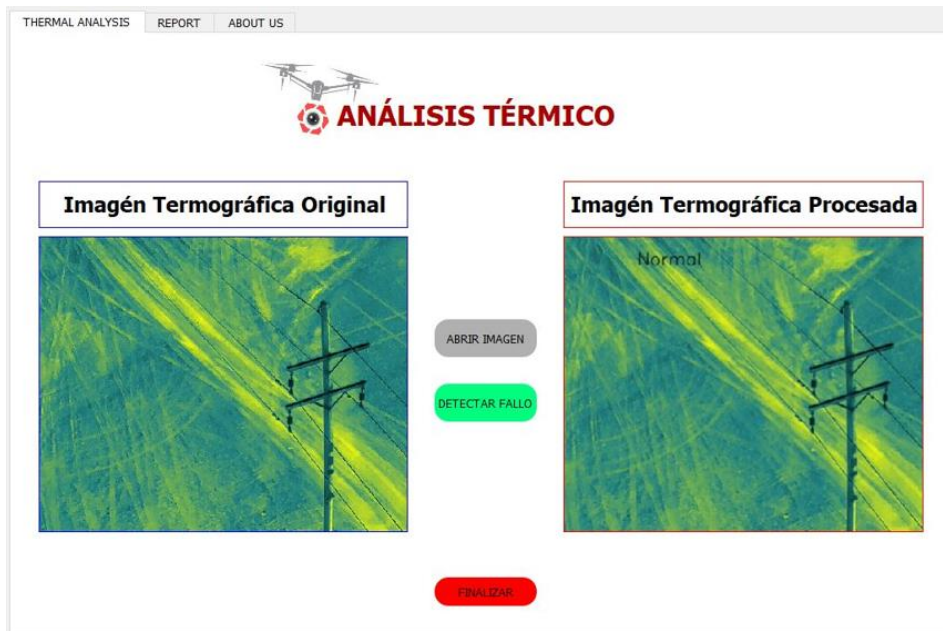 THERMAL ANALYSIS REPORT ABOUT US
ANÁLISIS TÉRMICO
Imagén Termográfica Original
Imagén Termográfica Procesada
Normal
ABRIR IMAGEN
DETECTAR FALLO
FINALIZAR